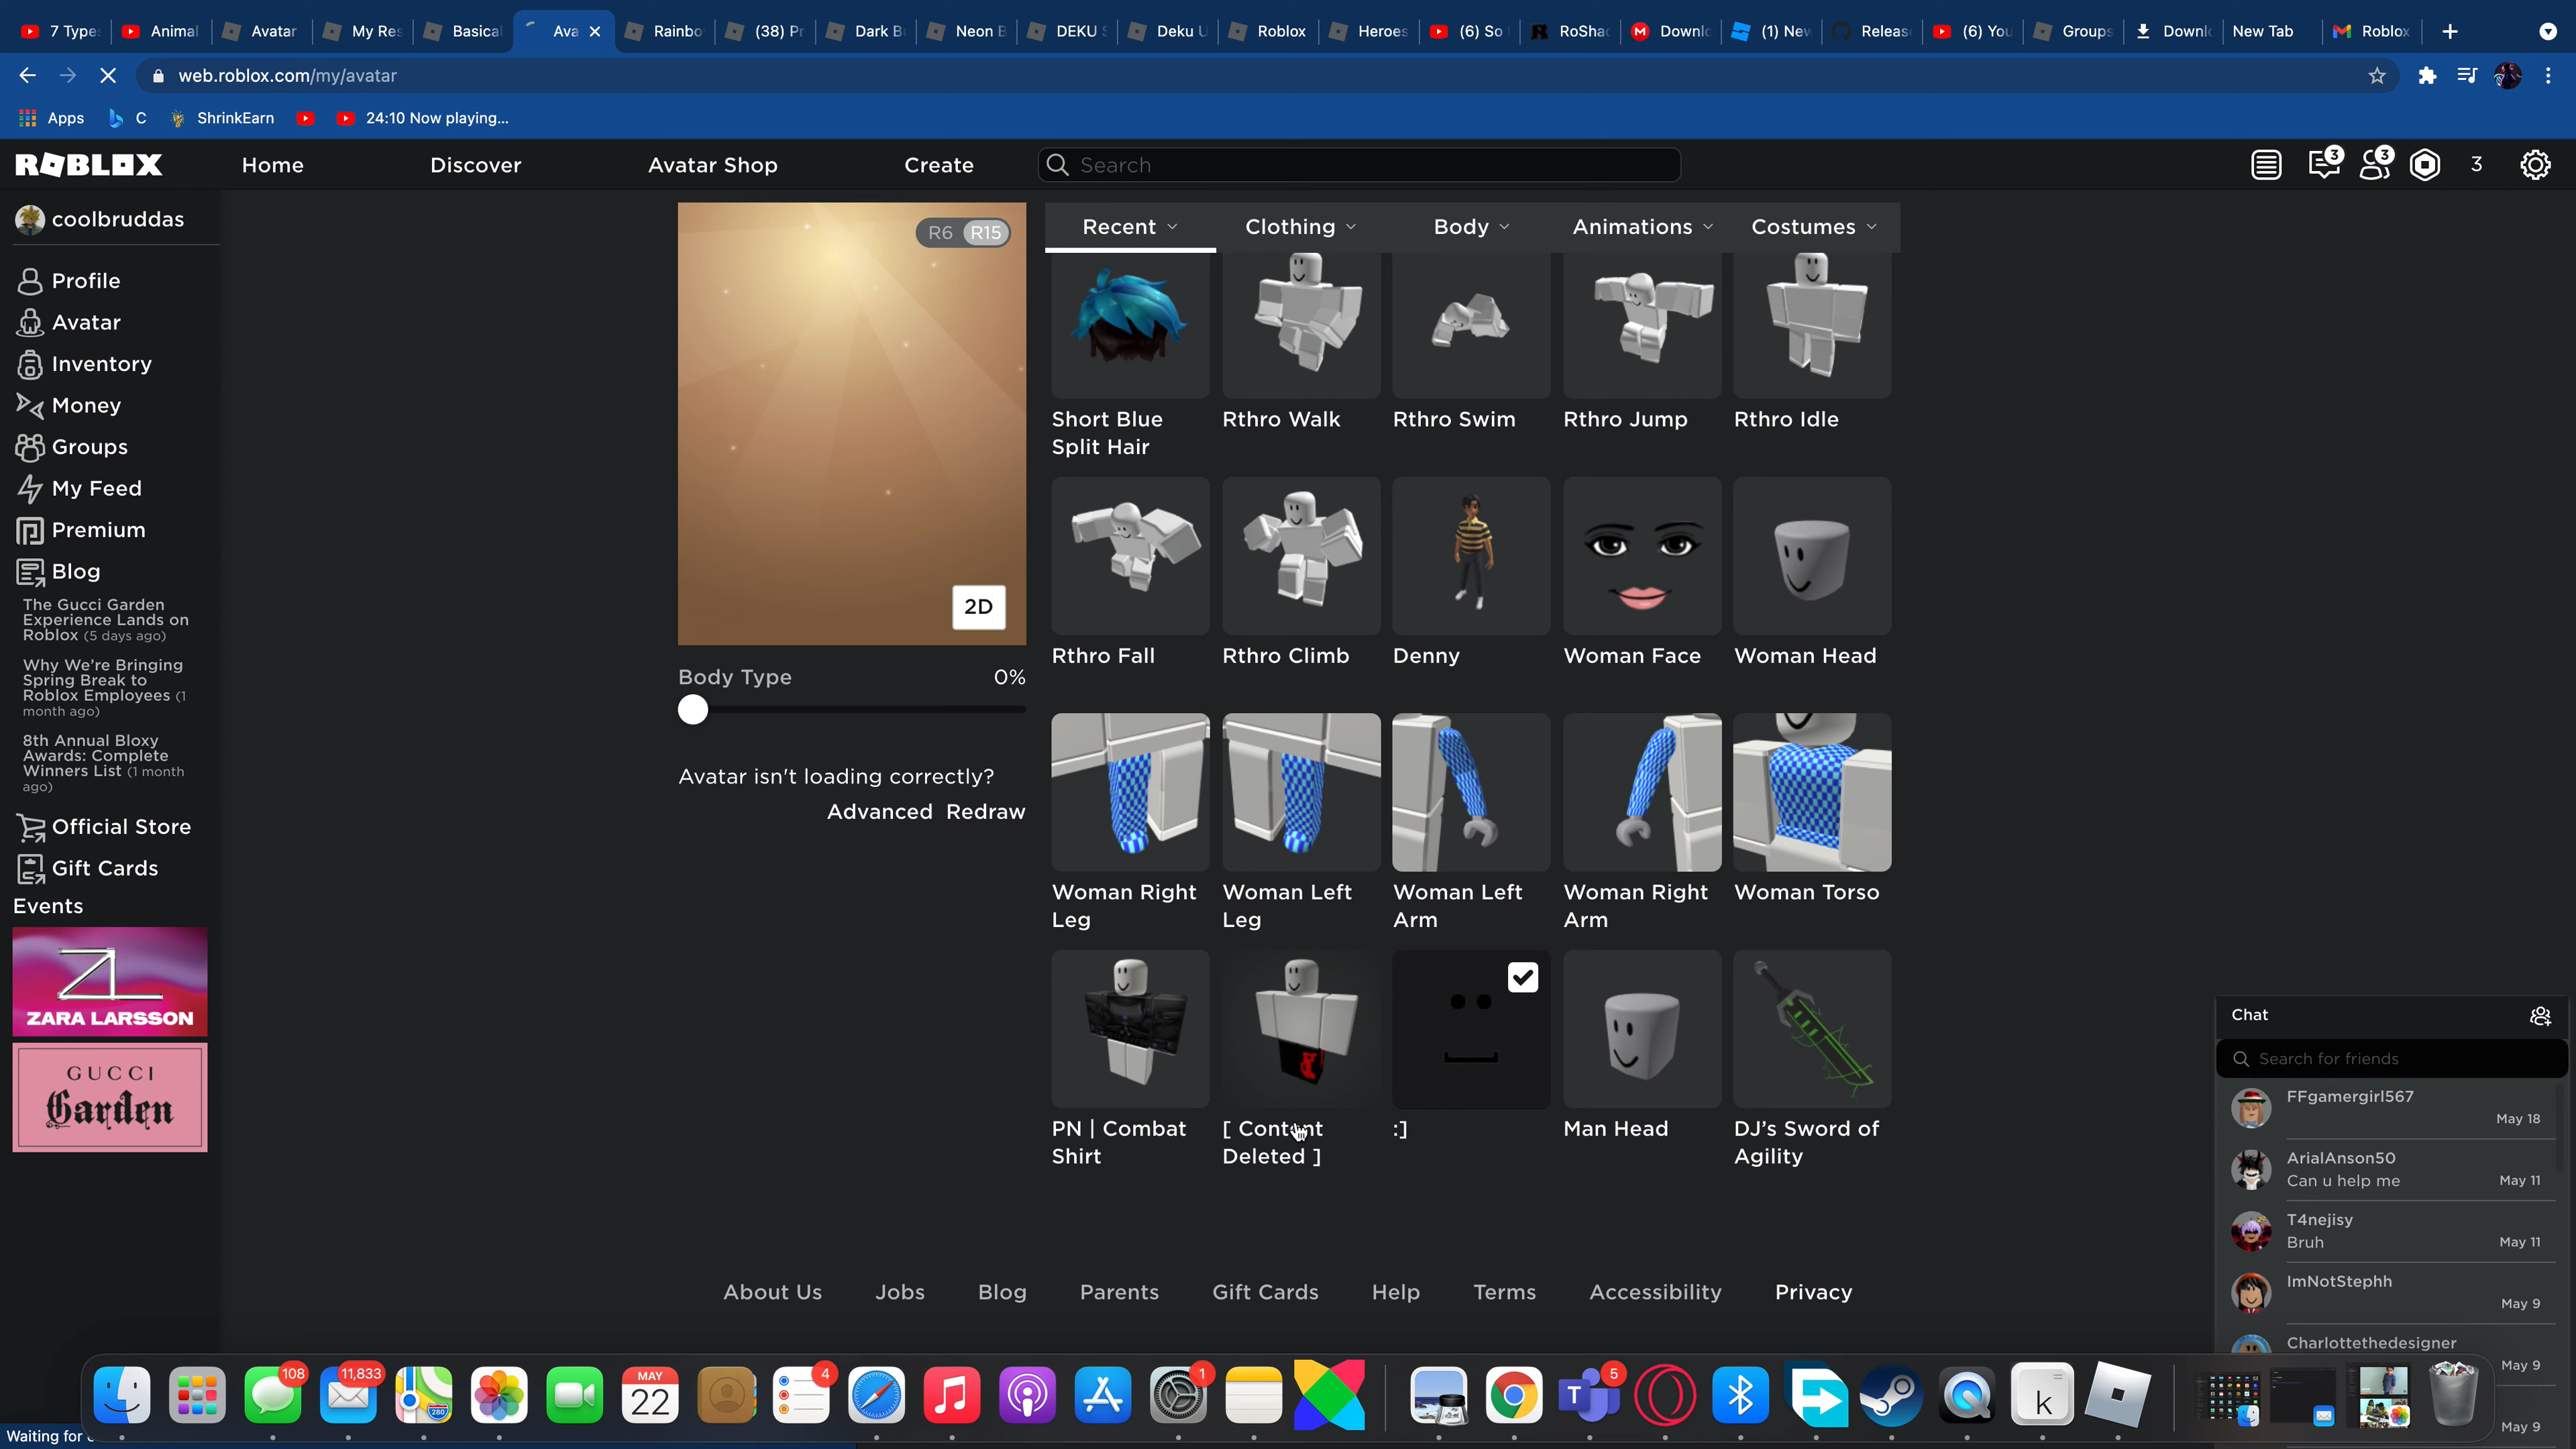 7 Types
Animal
Avatar
My Res
Basical
Ava
Rainbo
(38) Pr
Dark B
Neon B
DEKU S
Deku U
Roblox
Heroes
(6) So
RoShad
Downlo
(1) New
Release
(6) You
Groups
Downlo
New Tab
Roblox
web.roblox.com/my/avatar
Apps
C
ShrinkEarn
24:10 Now playing...
ROBLOX
Home
Discover
Avatar Shop
Create
Search
3
3
3
coolbruddas
Profile
Avatar
Inventory
Money
Groups
My Feed
Premium
Blog
The Gucci Garden
Experience Lands on
Roblox (5 days ago)
Why We're Bringing
Spring Break to
Roblox Employees (1
month ago)
8th Annual Bloxy
Awards: Complete
Winners List (1 month
ago)
Official Store
Gift Cards
Events
ZARA LARSSON
GUCCI
Garden
R6 R15
2D
Body Type 0%
Avatar isn't loading correctly?
Advanced Redraw
Recent
Clothing
Body
Animations
Costumes
Short Blue
Split Hair
Rthro Walk
Rthro Swim
Rthro Jump
Rthro Idle
Rthro Fall
Rthro Climb
Denny
Woman Face
Woman Head
Woman Right
Leg
Woman Left
Leg
Woman Left
Arm
Woman Right
Arm
Woman Torso
PN | Combat
Shirt
[ Content
Deleted ]
:]
Man Head
DJ's Sword of
Agility
About Us
Jobs
Blog
Parents
Gift Cards
Help
Terms
Accessibility
Privacy
Chat
Search for friends
FFgamergirl567
May 18
ArialAnson50
Can u help me May 11
T4nejisy
Bruh May 11
ImNotStephh
May 9
Charlottethedesigner
May 9
May 9
108
11,833
280
MAY
22
4
1
T
5
k
Waiting for